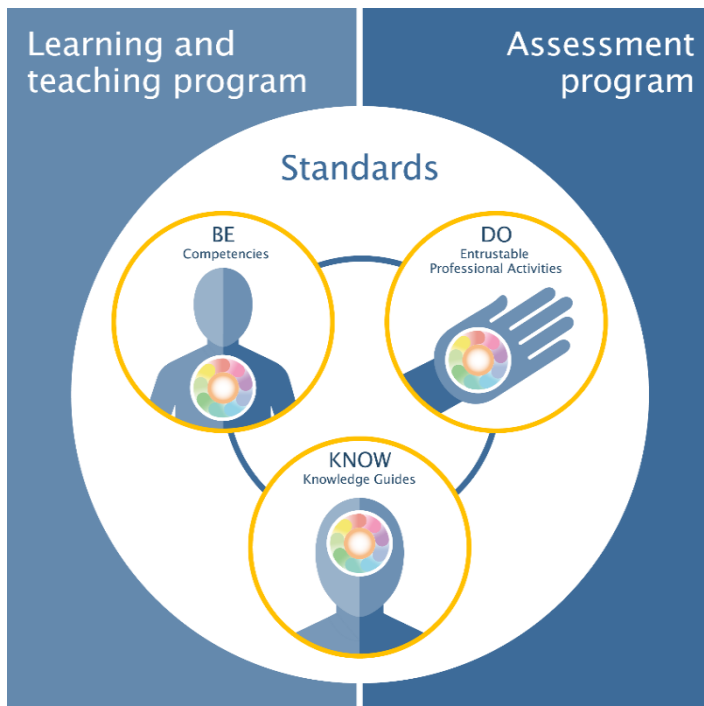 Learning and
teaching program
Assessment
program
Standards
BE
Competencies
DO
Entrustable
Professional Activities
KNOW
Knowledge Guides